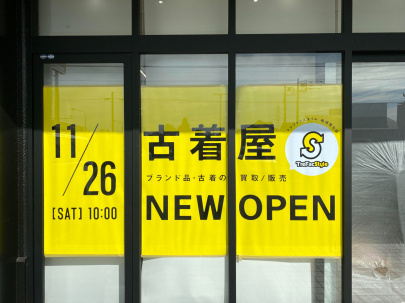 11/26
[SAT] 10:00
古着屋
ブランド品・古着の買取/販売
NEW OPEN
TreFacStyle